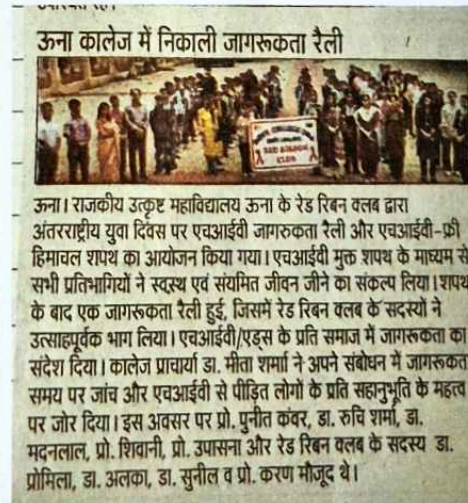 ऊना कालेज में निकाली जागरूकता रैली
RED RIBBON
CLUB
ऊना। राजकीय उत्कृष्ट महाविद्यालय ऊना के रेड रिबन क्लब द्वारा
अंतरराष्ट्रीय युवा दिवस पर एचआईवी जागरुकता रैली और एचआईवी-फ्री
हिमाचल शपथ का आयोजन किया गया। एचआईवी मुक्त शपथ के माध्यम से
सभी प्रतिभागियों ने स्वस्थ एवं संयमित जीवन जीने का संकल्प लिया। शपथ
के बाद एक जागरूकता रैली हुई, जिसमें रेड रिबन क्लब के सदस्यों ने
उत्साहपूर्वक भाग लिया। एचआईवी/एड्स के प्रति समाज में जागरूकता का
संदेश दिया। कालेज प्राचार्या डा. मीता शर्मा ने अपने संबोधन में जागरूकत
समय पर जांच और एचआईवी से पीड़ित लोगों के प्रति सहानुभूति के महत्व
पर जोर दिया। इस अवसर पर प्रो. पुनीत कंवर, डा. रुचि शर्मा, डा.
मदनलाल, प्रो. शिवानी, प्रो. उपासना और रेड रिबन क्लब के सदस्य डा.
प्रोमिला, डा. अलका, डा. सुनील व प्रो. करण मौजूद थे।